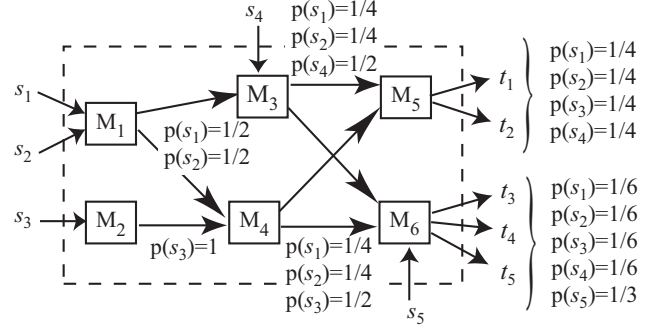 s4
p(s1)=1/4
p(s2)=1/4
p(s4)=1/2
s1
s2
M1
M3
M5
t1
t2
p(s1)=1/4
p(s2)=1/4
p(s3)=1/4
p(s4)=1/4
p(s1)=1/2
p(s2)=1/2
s3
M2
M4
M6
t3
t4
t5
p(s1)=1/6
p(s2)=1/6
p(s3)=1/6
p(s4)=1/6
p(s5)=1/3
p(s3)=1
p(s1)=1/4
p(s2)=1/4
p(s3)=1/2
s5